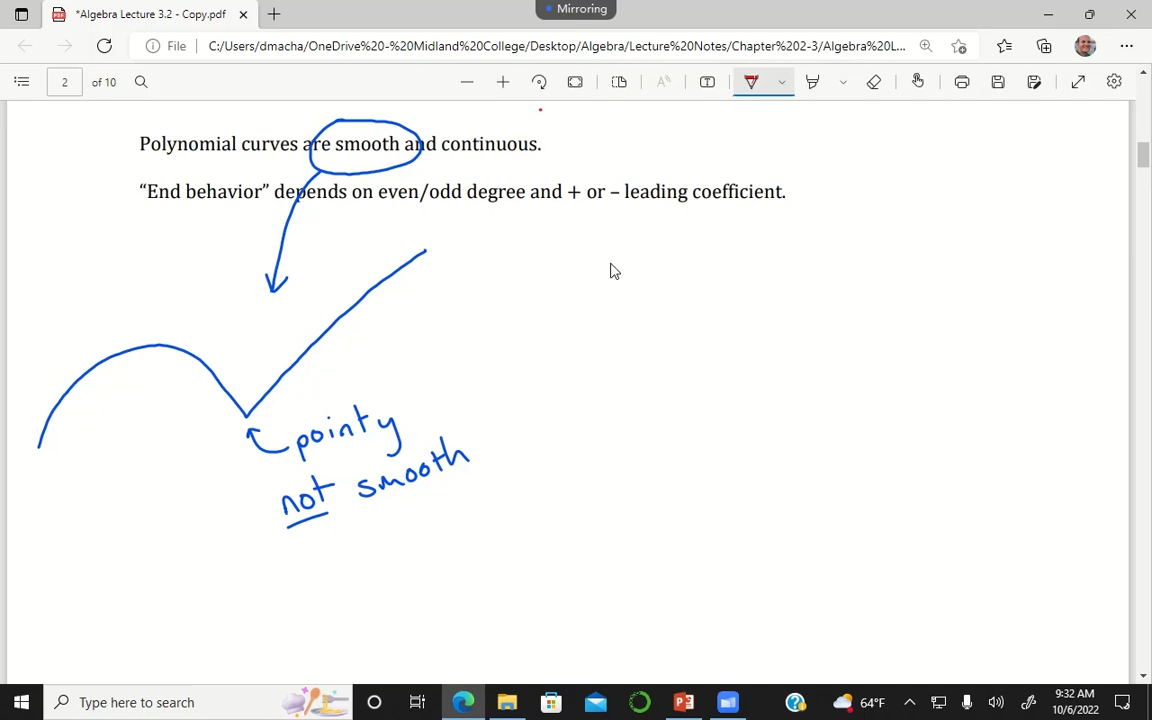 Mirroring
*Algebra Lecture 3.2 - Copy.pdf
File C:/Users/dmacha/OneDrive%20-%20Midland%20College/Desktop/Algebra/Lecture%20Notes/Chapter%202-3/Algebra%20L...
2 of 10
Polynomial curves are smooth and continuous.
“End behavior” depends on even/odd degree and + or – leading coefficient.
pointy
not smooth
Type here to search
64°F
9:32 AM
10/6/2022